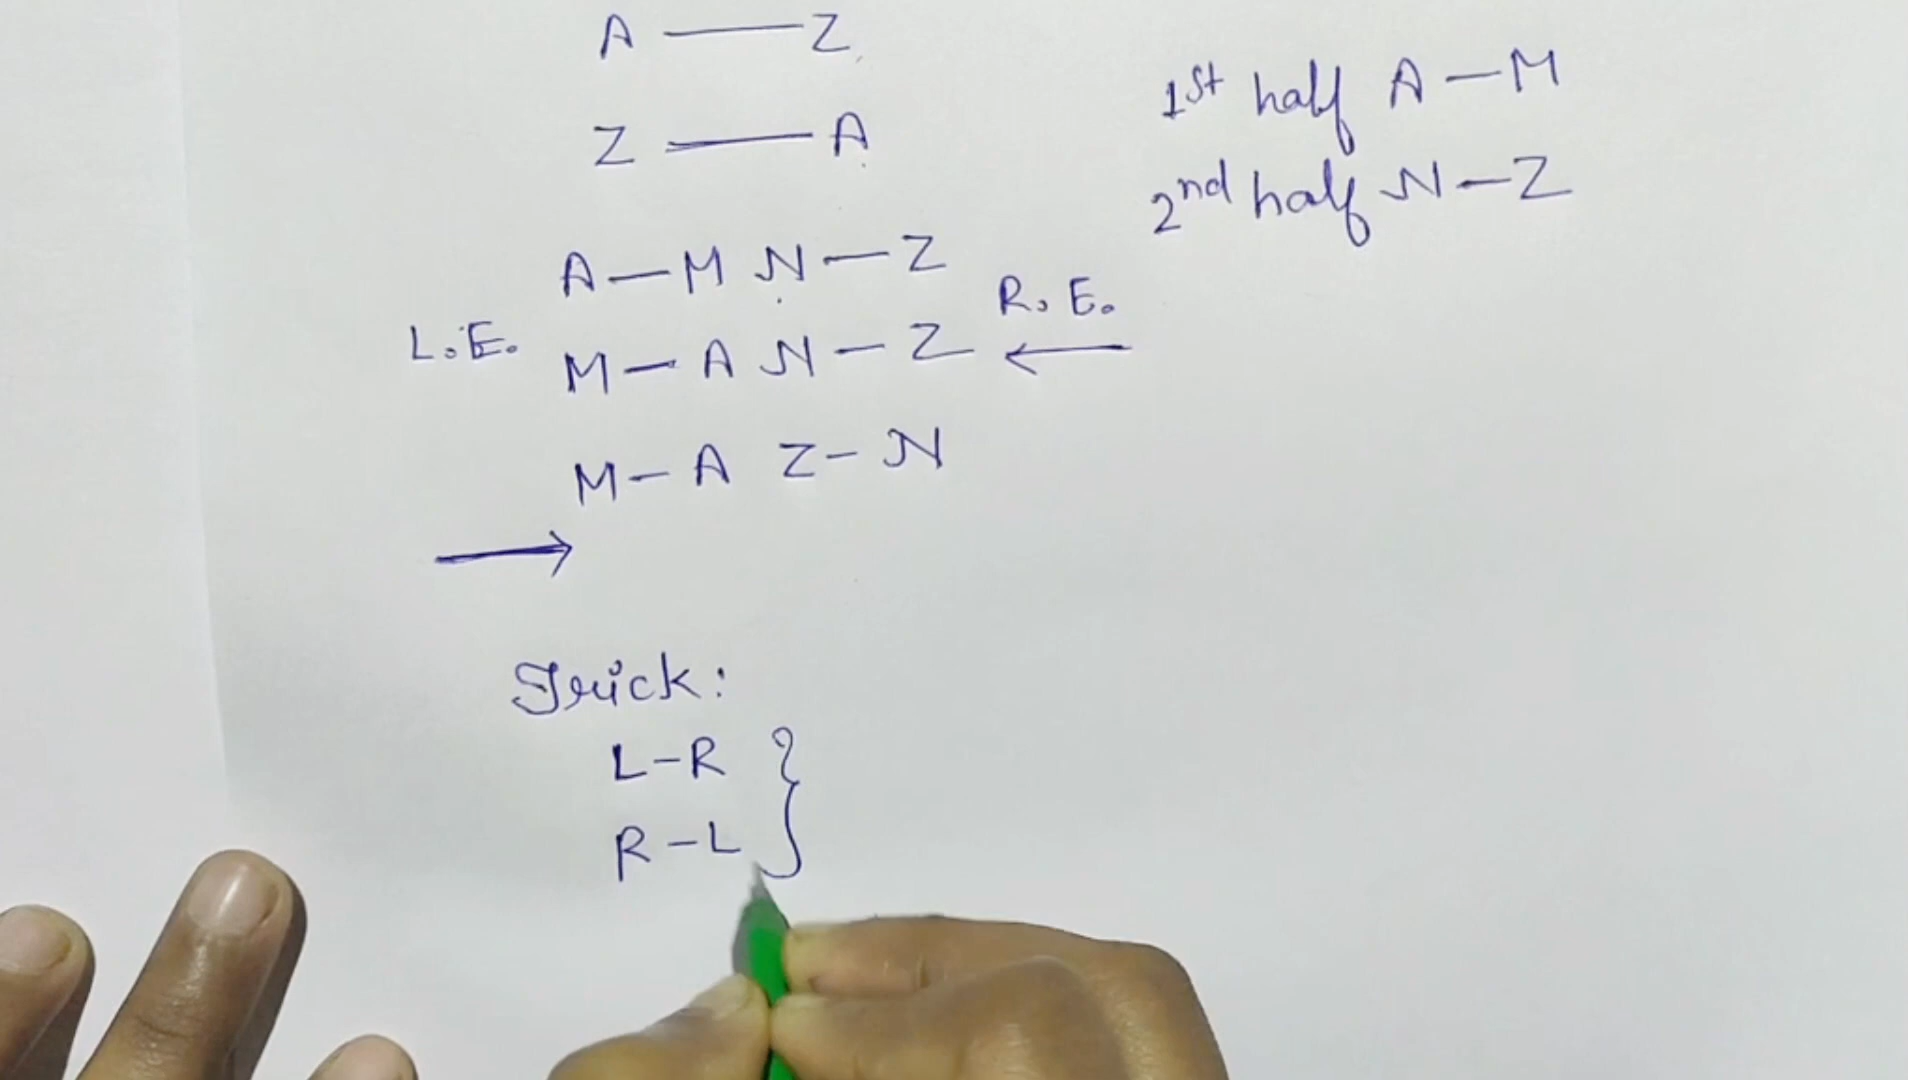 A — Z
Z — A
1st half A — M
2nd half N — Z
A — M N — Z
R. E.
L. E.
M — A N — Z
M — A Z - N
Trick:
L - R
R - L